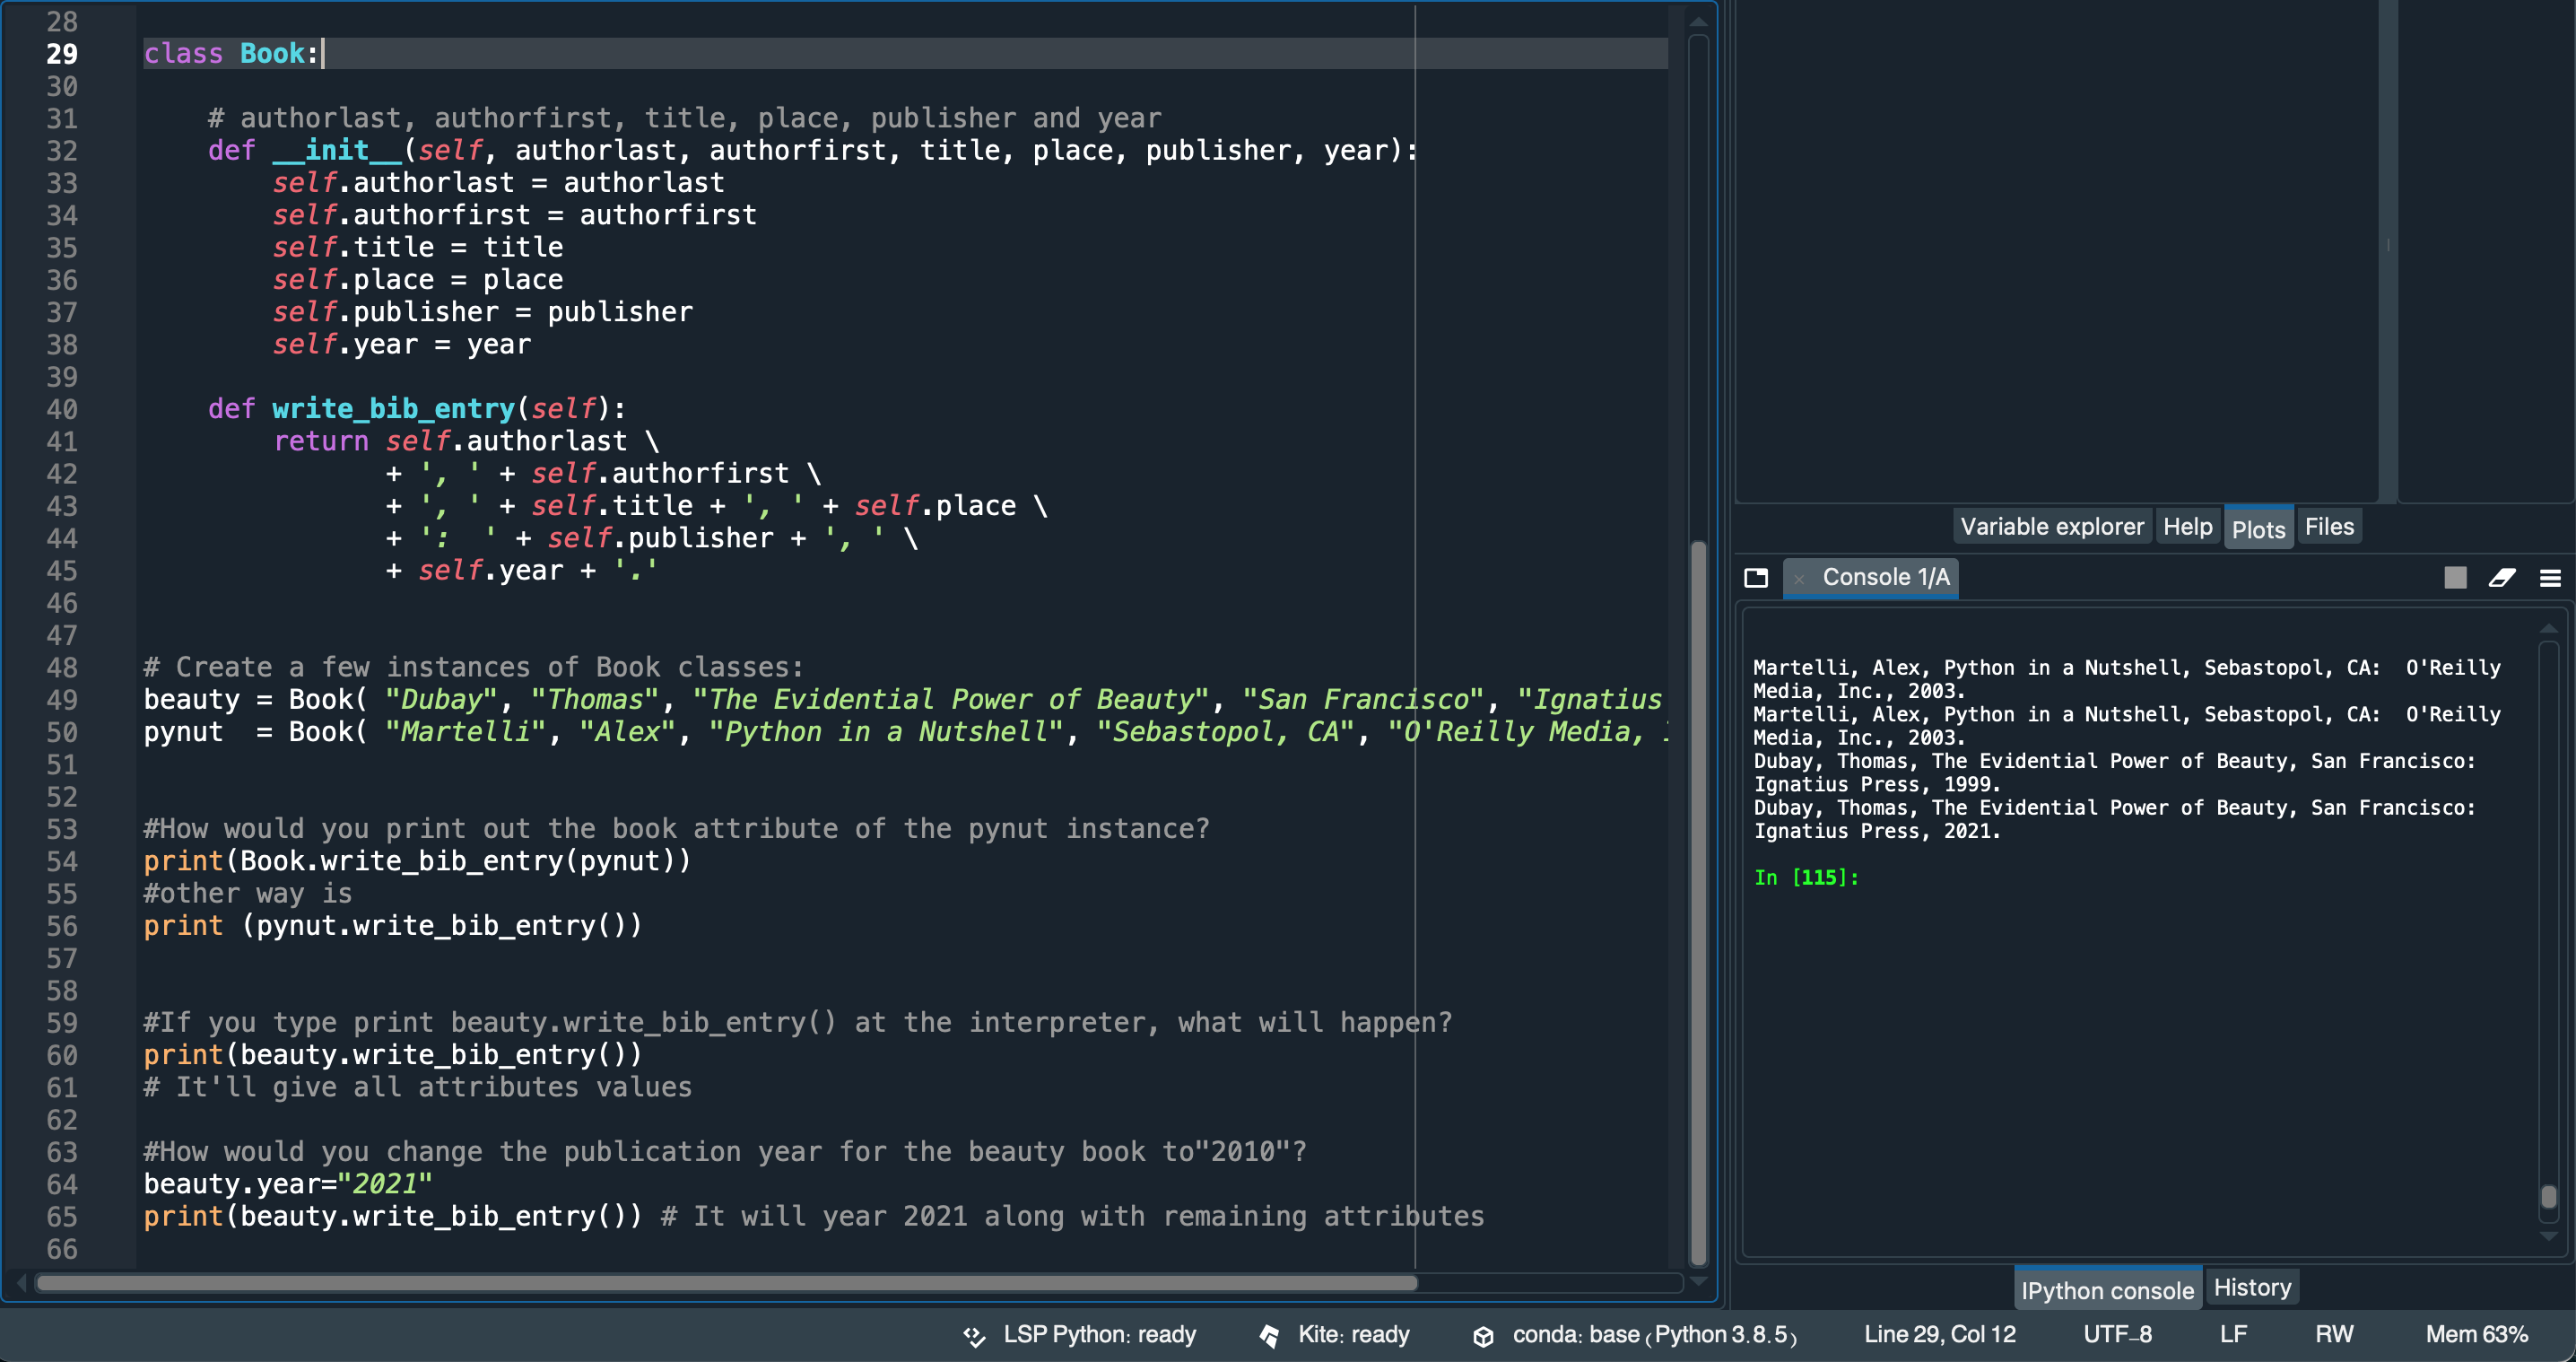 28
29 class Book:
30
31     # authorlast, authorfirst, title, place, publisher and year
32     def __init__(self, authorlast, authorfirst, title, place, publisher, year):
33         self.authorlast = authorlast
34         self.authorfirst = authorfirst
35         self.title = title
36         self.place = place
37         self.publisher = publisher
38         self.year = year
39
40     def write_bib_entry(self):
41         return self.authorlast \
42                + ', ' + self.authorfirst \
43                + ', ' + self.title + ', ' + self.place \
44                + ':  ' + self.publisher + ', ' \
45                + self.year + '.'
46
47
48 # Create a few instances of Book classes:
49 beauty = Book( "Dubay", "Thomas", "The Evidential Power of Beauty", "San Francisco", "Ignatius
50 pynut  = Book( "Martelli", "Alex", "Python in a Nutshell", "Sebastopol, CA", "O'Reilly Media,
51
52
53 #How would you print out the book attribute of the pynut instance?
54 print(Book.write_bib_entry(pynut))
55 #other way is
56 print (pynut.write_bib_entry())
57
58
59 #If you type print beauty.write_bib_entry() at the interpreter, what will happen?
60 print(beauty.write_bib_entry())
61 # It'll give all attributes values
62
63 #How would you change the publication year for the beauty book to"2010"?
64 beauty.year="2021"
65 print(beauty.write_bib_entry()) # It will year 2021 along with remaining attributes
66
Variable explorer Help Plots Files
Console 1/A
Martelli, Alex, Python in a Nutshell, Sebastopol, CA:  O'Reilly
Media, Inc., 2003.
Martelli, Alex, Python in a Nutshell, Sebastopol, CA:  O'Reilly
Media, Inc., 2003.
Dubay, Thomas, The Evidential Power of Beauty, San Francisco:
Ignatius Press, 1999.
Dubay, Thomas, The Evidential Power of Beauty, San Francisco:
Ignatius Press, 2021.
In [115]:
IPython console History
LSP Python: ready Kite: ready conda: base (Python 3.8.5) Line 29, Col 12 UTF-8 LF RW Mem 63%